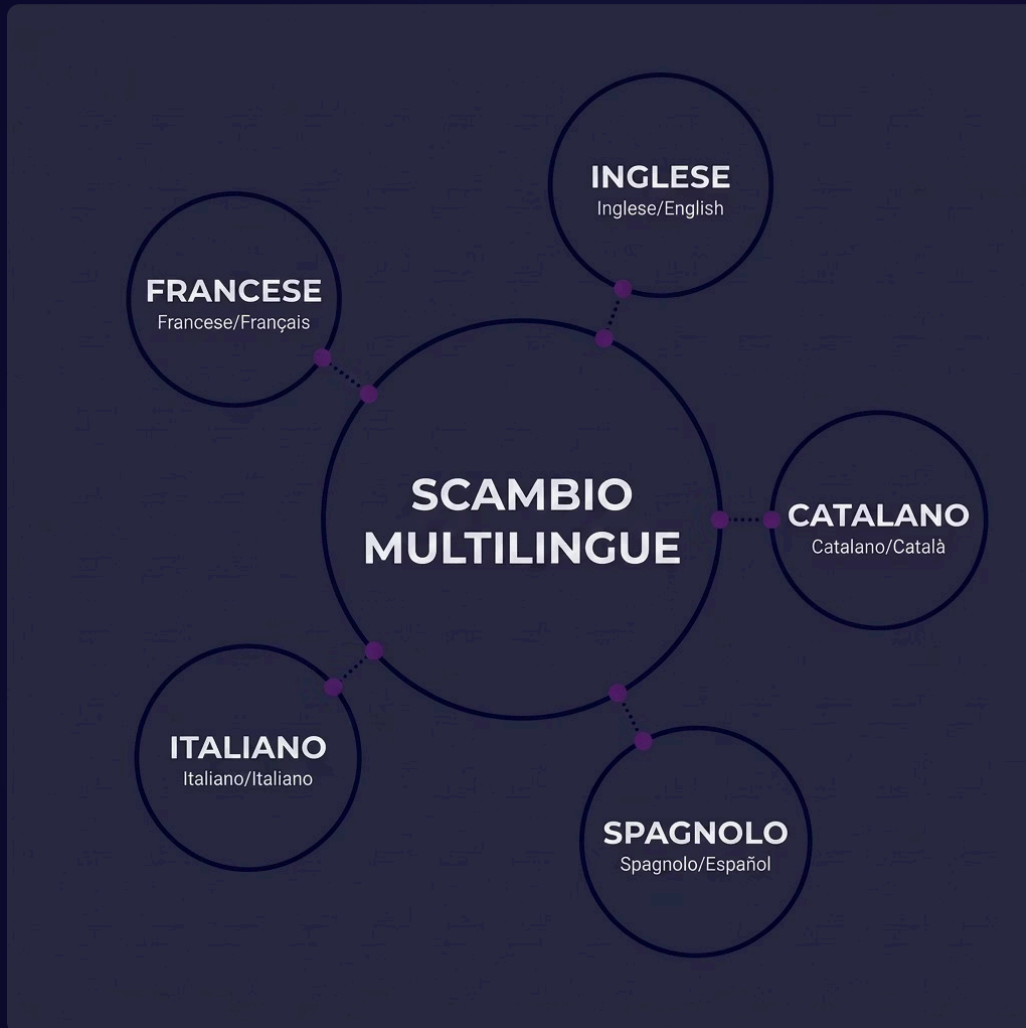 INGLESE
Inglese/English
FRANCESE
Francese/Français
SCAMBIO
MULTILINGUE
CATALANO
Catalano/Català
ITALIANO
Italiano/Italiano
SPAGNOLO
Spagnolo/Español